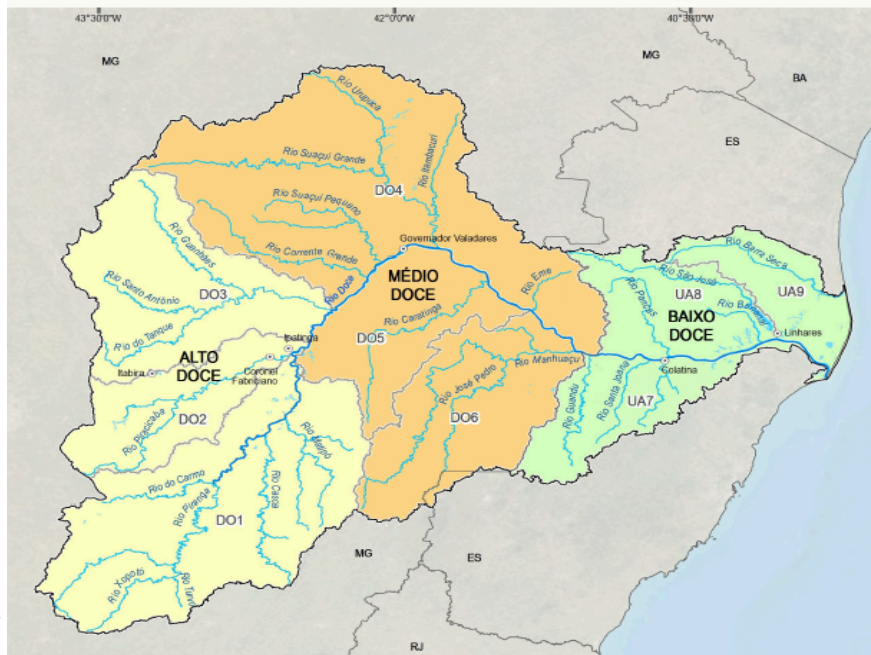 43°30'0"W
42°0'0"W
40°30'0"W
MG
MG
BA
ES
Rio Urupuca
Rio Suaçuí Grande
Rio Itambacuri
DO4
Rio Suaçuí Pequeno
Rio Corrente Grande
Governador Valadares
Rio Guanhães
Rio Doce
MÉDIO
DOCE
Rio Eme
Rio Barra Seca
Rio São José
UA9
UA8
Rio Pancas
Rio Bananal
BAIXO
DOCE
Linhares
Rio Santo Antônio
DO3
Rio do Tanque
Rio Caratinga
DO5
Ipatinga
ALTO
DOCE
Coronel
Fabriciano
Itabira
Rio Manhuaçu
Colatina
Rio José Pedro
DO6
Rio Guandu
Rio Santa Joana
UA7
DO2
Rio Piracicaba
Rio Matipó
Rio do Carmo
Rio Casca
Rio Piranga
DO1
Rio Xopotó
Rio Turvo
MG
ES
RJ